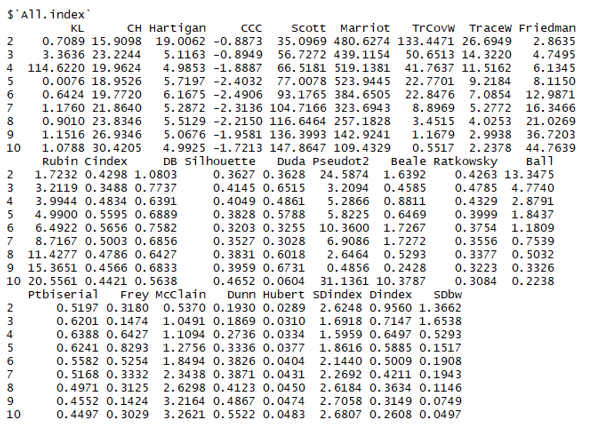 $`All.index`
KL CH Hartigan CCC Scott Marriot TrCovW TraceW Friedman
2 0.7089 15.9098 19.0062 -0.8873 35.0969 480.6274 133.4471 26.6949 2.8635
3 3.3636 23.2244 5.1163 -0.8949 56.7272 439.1154 50.6513 14.3220 4.7495
4 114.6220 19.9624 4.9853 -1.8887 66.5181 519.1381 41.7637 11.5162 6.1345
5 0.0076 18.9526 5.7197 -2.4032 77.0078 523.9445 22.7701 9.2184 8.1150
6 0.6424 19.7720 6.1675 -2.4906 93.1765 384.6505 22.8476 7.0854 12.9871
7 1.1760 21.8640 5.2872 -2.3136 104.7166 323.6943 8.8969 5.2772 16.3466
8 0.9010 23.8346 5.5129 -2.2150 116.6464 257.1828 3.4515 4.0253 21.0269
9 1.1516 26.9346 5.0676 -1.9581 136.3993 142.9241 1.1679 2.9938 36.7203
10 1.0788 30.4205 4.9925 -1.7213 147.8647 109.4329 0.5517 2.2378 44.7639
Rubin Cindex DB Silhouette Duda Pseudot2 Beale Ratkowsky Ball
2 1.7232 0.4298 1.0803 0.3627 0.3628 24.5874 1.6392 0.4263 13.3475
3 3.2119 0.3488 0.7737 0.4145 0.6515 3.2094 0.4585 0.4785 4.7740
4 3.9944 0.4834 0.6391 0.4049 0.4861 5.2866 0.8811 0.4329 2.8791
5 4.9900 0.5595 0.6889 0.3828 0.5788 5.8225 0.6469 0.3999 1.8437
6 6.4922 0.5656 0.7582 0.3203 0.3255 10.3600 1.7267 0.3754 1.1809
7 8.7167 0.5003 0.6856 0.3527 0.3028 6.9086 1.7272 0.3556 0.7539
8 11.4277 0.4786 0.6427 0.3831 0.6018 2.6464 0.5293 0.3377 0.5032
9 15.3651 0.4566 0.6833 0.3959 0.6731 0.4856 0.2428 0.3223 0.3326
10 20.5561 0.4421 0.5638 0.4652 0.0604 31.1361 10.3787 0.3084 0.2238
Ptbiserial Frey McClain Dunn Hubert SDindex Dindex SDbw
2 0.5197 0.3180 0.5370 0.1930 0.0289 2.6248 0.9560 1.3662
3 0.6201 0.1474 1.0491 0.1869 0.0310 1.6918 0.7147 1.6538
4 0.6388 0.6427 1.1094 0.2736 0.0334 1.5959 0.6497 0.5293
5 0.6241 0.8293 1.2756 0.3336 0.0377 1.8616 0.5885 0.1517
6 0.5582 0.5254 1.8494 0.3826 0.0404 2.1440 0.5009 0.1908
7 0.5168 0.3332 2.3438 0.3871 0.0431 2.2692 0.4211 0.1943
8 0.4971 0.3125 2.6298 0.4123 0.0450 2.6184 0.3634 0.1146
9 0.4552 0.1424 3.2164 0.4867 0.0474 2.7058 0.3149 0.0749
10 0.4497 0.3029 3.2621 0.5522 0.0483 2.6807 0.2608 0.0497